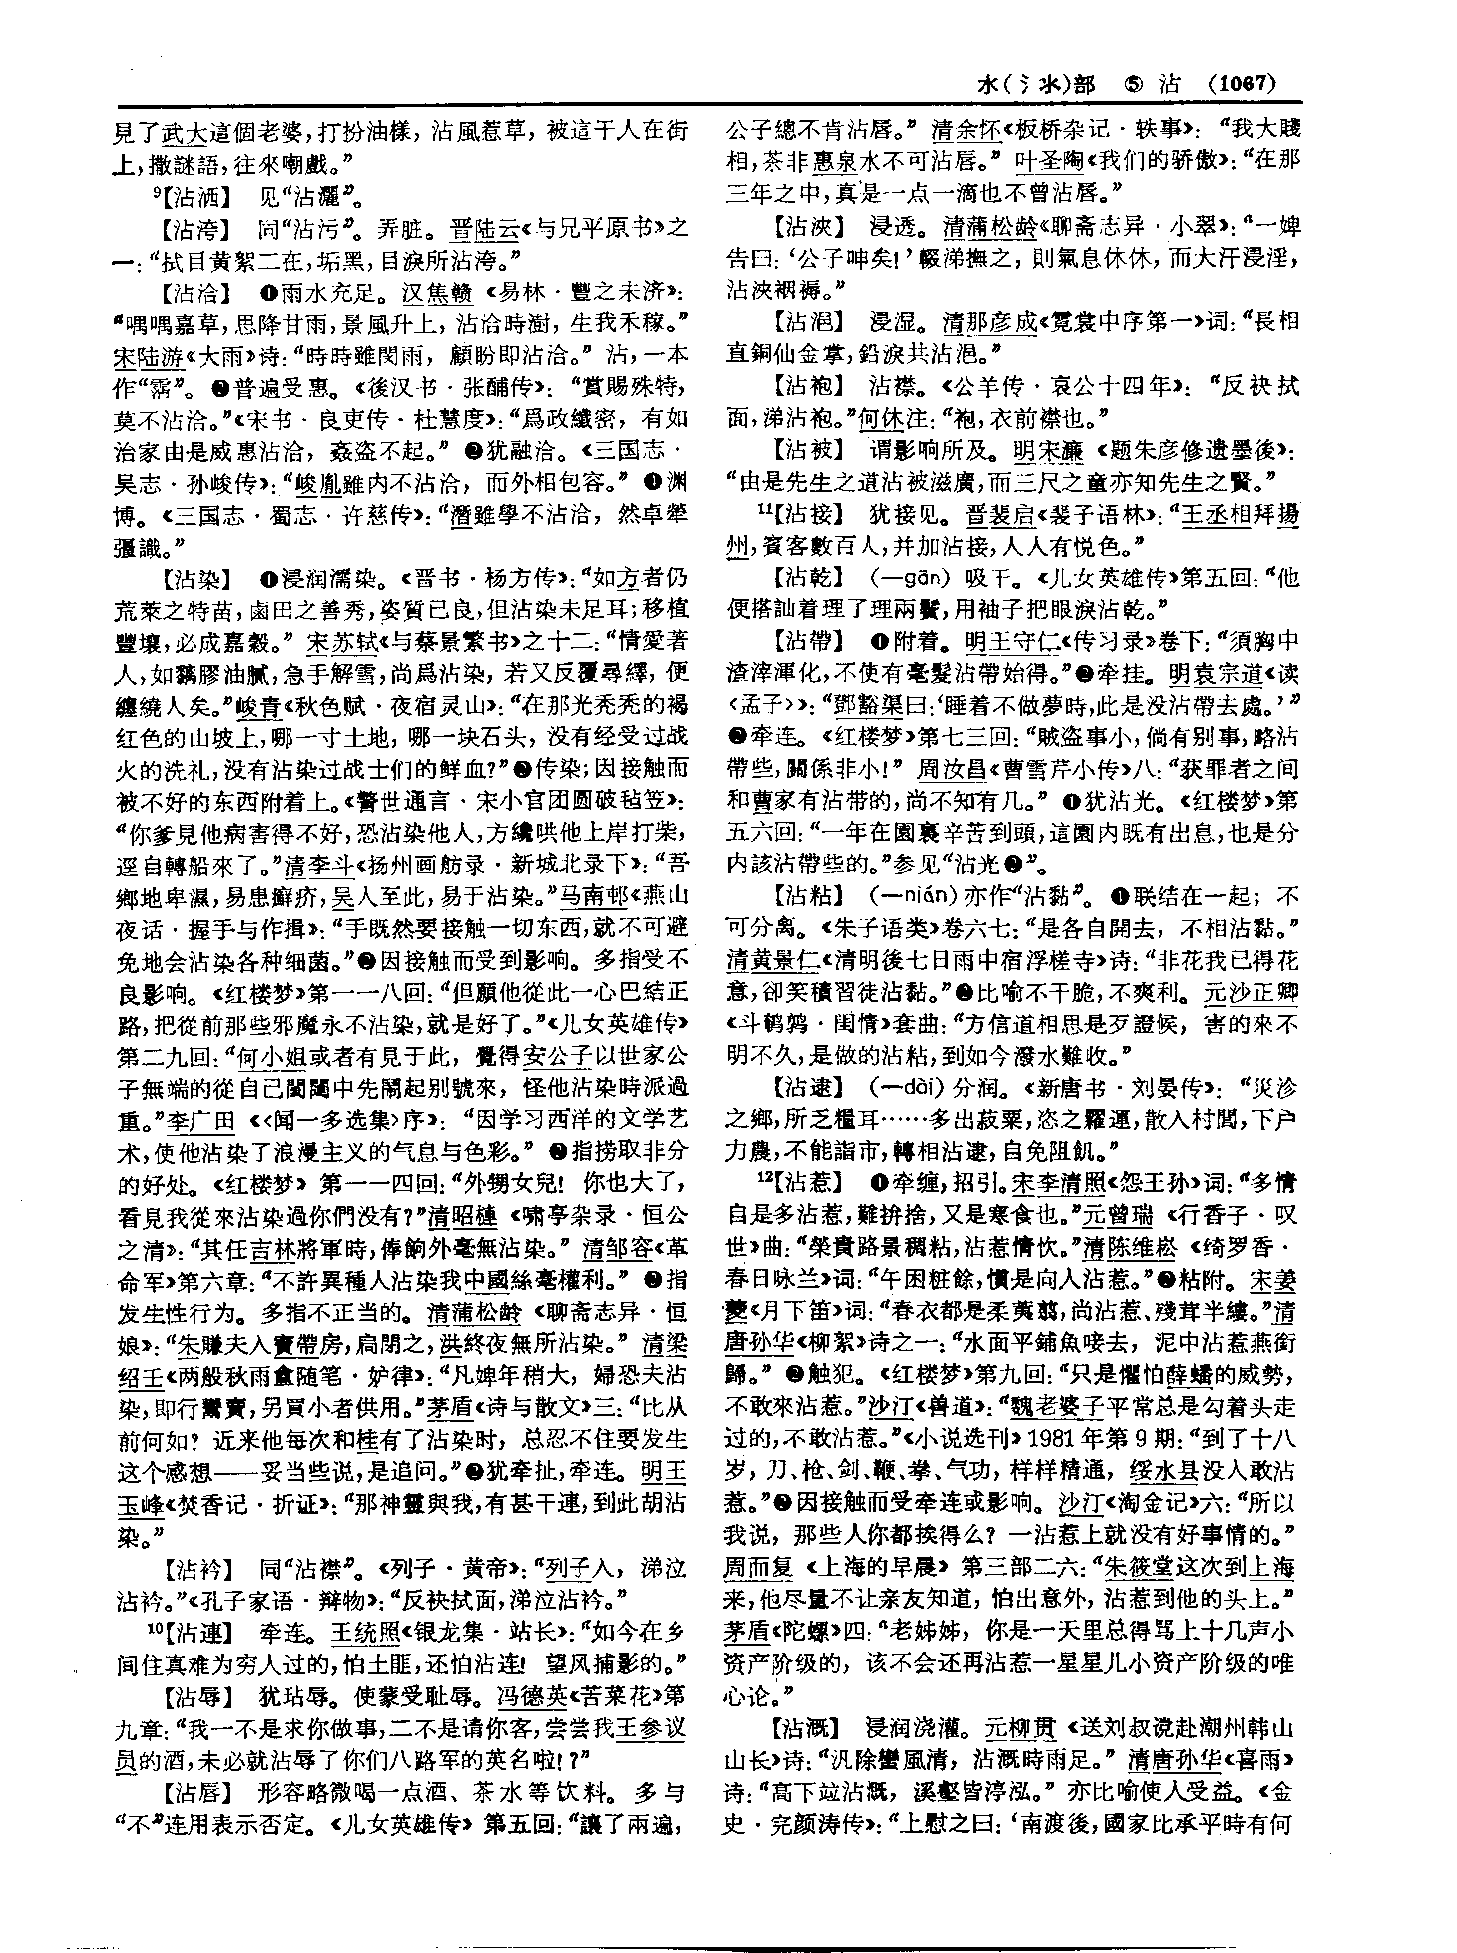 水(氵氺)部 ⑤ 沾 (1067)
見了武大這個老婆,打扮油樣,沾風惹草,被這干人在街
上,撒謎語,往來嘲戲。”
⁹【沾洒】 见“沾灑”。
【沾洿】 同“沾污”。弄脏。晋陆云《与兄平原书》之
一:“拭目黄絮二在,垢黑,目淚所沾洿。”
【沾洽】 ❶雨水充足。汉焦赣《易林·豐之未济》:
“喁喁嘉草,思降甘雨,景風升上,沾洽時澍,生我禾稼。”
宋陆游《大雨》诗:“時時雖閔雨,顧盼即沾洽。”沾,一本
作“霑”。❷普遍受惠。《後汉书·张酺传》:“賞賜殊特,
莫不沾洽。”《宋书·良吏传·杜慧度》:“爲政纖密,有如
治家由是威惠沾洽,姦盗不起。”❸犹融洽。《三国志·
吴志·孙峻传》:“峻胤雖内不沾洽,而外相包容。”❹渊
博。《三国志·蜀志·许慈传》:“潛雖學不沾洽,然卓犖
彊識。”
【沾染】 ❶浸润濡染。《晋书·杨方传》:“如方者仍
荒萊之特苗,鹵田之善秀,姿質已良,但沾染未足耳;移植
豐壤,必成嘉穀。”宋苏轼《与蔡景繁书》之十二:“情愛著
人,如黐膠油膩,急手解雪,尚爲沾染,若又反覆尋繹,便
纏繞人矣。”峻青《秋色赋·夜宿灵山》:“在那光秃秃的褐
红色的山坡上,哪一寸土地,哪一块石头,没有经受过战
火的洗礼,没有沾染过战士们的鲜血?”❷传染;因接触而
被不好的东西附着上。《警世通言·宋小官团圆破毡笠》:
“你爹見他病害得不好,恐沾染他人,方纔哄他上岸打柴,
逕自轉船來了。”清李斗《扬州画舫录·新城北录下》:“吾
鄉地卑濕,易患癬疥,吴人至此,易于沾染。”马南邨《燕山
夜话·握手与作揖》:“手既然要接触一切东西,就不可避
免地会沾染各种细菌。”❸因接触而受到影响。多指受不
良影响。《红楼梦》第一一八回:“但願他從此一心巴结正
路,把從前那些邪魔永不沾染,就是好了。”《儿女英雄传》
第二九回:“何小姐或者有見于此,覺得安公子以世家公
子無端的從自己閨闥中先鬧起别號來,怪他沾染時派過
重。”李广田《〈闻一多选集〉序》:“因学习西洋的文学艺
术,使他沾染了浪漫主义的气息与色彩。”❹指捞取非分
的好处。《红楼梦》第一一四回:“外甥女兒!你也大了,
看見我從來沾染過你們没有?”清昭槤《啸亭杂录·恒公
之清》:“其任吉林將軍時,俸餉外毫無沾染。”清邹容《革
命军》第六章:“不許異種人沾染我中國絲毫權利。”❺指
发生性行为。多指不正当的。清蒲松龄《聊斋志异·恒
娘》:“朱賺夫入寳帶房,扃閉之,洪終夜無所沾染。”清梁
绍壬《两般秋雨盦随笔·妒律》:“凡婢年稍大,婦恐夫沾
染,即行鬻賣,另買小者供用。”茅盾《诗与散文》三:“比从
前何如?近来他每次和桂有了沾染时,总忍不住要发生
这个感想——妥当些说,是追问。”❻犹牵扯,牵连。明王
玉峰《焚香记·折证》:“那神靈與我,有甚干連,到此胡沾
染。”
【沾衿】 同“沾襟”。《列子·黄帝》:“列子入,涕泣
沾衿。”《孔子家语·辩物》:“反袂拭面,涕泣沾衿。”
¹⁰【沾連】 牵连。王统照《银龙集·站长》:“如今在乡
间住真难为穷人过的,怕土匪,还怕沾连!望风捕影的。”
【沾辱】 犹玷辱。使蒙受耻辱。冯德英《苦菜花》第
九章:“我一不是求你做事,二不是请你客,尝尝我王参议
员的酒,未必就沾辱了你们八路军的英名啦!?”
【沾唇】 形容略微喝一点酒、茶水等饮料。多与
“不”连用表示否定。《儿女英雄传》第五回:“讓了兩遍,
公子總不肯沾唇。”清余怀《板桥杂记·轶事》:“我大賤
相,茶非惠泉水不可沾唇。”叶圣陶《我们的骄傲》:“在那
三年之中,真是一点一滴也不曾沾唇。”
【沾浹】 浸透。清蒲松龄《聊斋志异·小翠》:“一婢
告曰:‘公子呻矣!’輟涕撫之,則氣息休休,而大汗浸淫,
沾浹裀褥。”
【沾浥】 浸湿。清那彦成《霓裳中序第一》词:“長相
直銅仙金掌,鉛淚共沾浥。”
【沾袍】 沾襟。《公羊传·哀公十四年》:“反袂拭
面,涕沾袍。”何休注:“袍,衣前襟也。”
【沾被】 谓影响所及。明宋濂《题朱彦修遗墨後》:
“由是先生之道沾被滋廣,而三尺之童亦知先生之賢。”
¹¹【沾接】 犹接见。晋裴启《裴子语林》:“王丞相拜揚
州,賓客數百人,并加沾接,人人有悦色。”
【沾乾】 (—gān)吸干。《儿女英雄传》第五回:“他
便搭訕着理了理兩鬢,用袖子把眼淚沾乾。”
【沾帶】 ❶附着。明王守仁《传习录》卷下:“須胸中
渣滓渾化,不使有毫髮沾帶始得。”❷牵挂。明袁宗道《读
〈孟子〉》:“鄧豁渠曰:‘睡着不做夢時,此是没沾帶去處。’”
❸牵连。《红楼梦》第七三回:“賊盗事小,倘有别事,略沾
帶些,關係非小!”周汝昌《曹雪芹小传》八:“获罪者之间
和曹家有沾带的,尚不知有几。”❹犹沾光。《红楼梦》第
五六回:“一年在園裏辛苦到頭,這園内既有出息,也是分
内該沾帶些的。”参见“沾光❷”。
【沾粘】 (—nián)亦作“沾黏”。❶联结在一起;不
可分离。《朱子语类》卷六七:“是各自開去,不相沾黏。”
清黄景仁《清明後七日雨中宿浮槎寺》诗:“非花我已得花
意,卻笑積習徒沾黏。”❷比喻不干脆,不爽利。元沙正卿
《斗鹌鹑·闺情》套曲:“方信道相思是歹證候,害的來不
明不久,是做的沾粘,到如今潑水難收。”
【沾逮】 (—dài)分润。《新唐书·刘晏传》:“災沴
之鄉,所乏糧耳……多出菽粟,恣之糶運,散入村閭,下户
力農,不能詣市,轉相沾逮,自免阻飢。”
¹²【沾惹】 ❶牵缠,招引。宋李清照《怨王孙》词:“多情
自是多沾惹,難拚捨,又是寒食也。”元曾瑞《行香子·叹
世》曲:“榮貴路景稠粘,沾惹情忺。”清陈维崧《绮罗香·
春日咏兰》词:“午困粧餘,慣是向人沾惹。”❷粘附。宋姜
夔《月下笛》词:“春衣都是柔荑翦,尚沾惹、殘茸半縷。”清
唐孙华《柳絮》诗之一:“水面平鋪魚唼去,泥中沾惹燕銜
歸。”❸触犯。《红楼梦》第九回:“只是懼怕薛蟠的威勢,
不敢來沾惹。”沙汀《兽道》:“魏老婆子平常总是勾着头走
过的,不敢沾惹。”《小说选刊》1981年第9期:“到了十八
岁,刀、枪、剑、鞭、拳、气功,样样精通,绥水县没人敢沾
惹。”❹因接触而受牵连或影响。沙汀《淘金记》六:“所以
我说,那些人你都挨得么?一沾惹上就没有好事情的。”
周而复《上海的早晨》第三部二六:“朱筱堂这次到上海
来,他尽量不让亲友知道,怕出意外,沾惹到他的头上。”
茅盾《陀螺》四:“老姊姊,你是一天里总得骂上十几声小
资产阶级的,该不会还再沾惹一星星儿小资产阶级的唯
心论。”
【沾溉】 浸润浇灌。元柳贯《送刘叔谠赴潮州韩山
山长》诗:“汎除蠻風清,沾溉時雨足。”清唐孙华《喜雨》
诗:“高下竝沾溉,溪壑皆渟泓。”亦比喻使人受益。《金
史·完颜涛传》:“上慰之曰:‘南渡後,國家比承平時有何